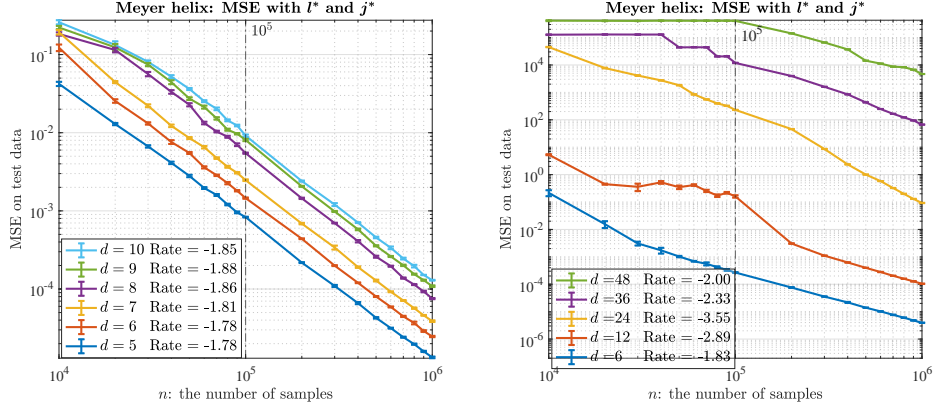 Meyer helix: MSE with l* and j*
10^5
10^-1
10^-2
10^-3
10^-4
MSE on test data
d = 10 Rate = -1.85
d = 9 Rate = -1.88
d = 8 Rate = -1.86
d = 7 Rate = -1.81
d = 6 Rate = -1.78
d = 5 Rate = -1.78
10^4 10^5 10^6
n: the number of samples
Meyer helix: MSE with l* and j*
10^5
10^4
10^2
10^0
10^-2
10^-4
10^-6
MSE on test data
d =48 Rate = -2.00
d =36 Rate = -2.33
d =24 Rate = -3.55
d =12 Rate = -2.89
d =6 Rate = -1.83
10^4 10^5 10^6
n: the number of samples